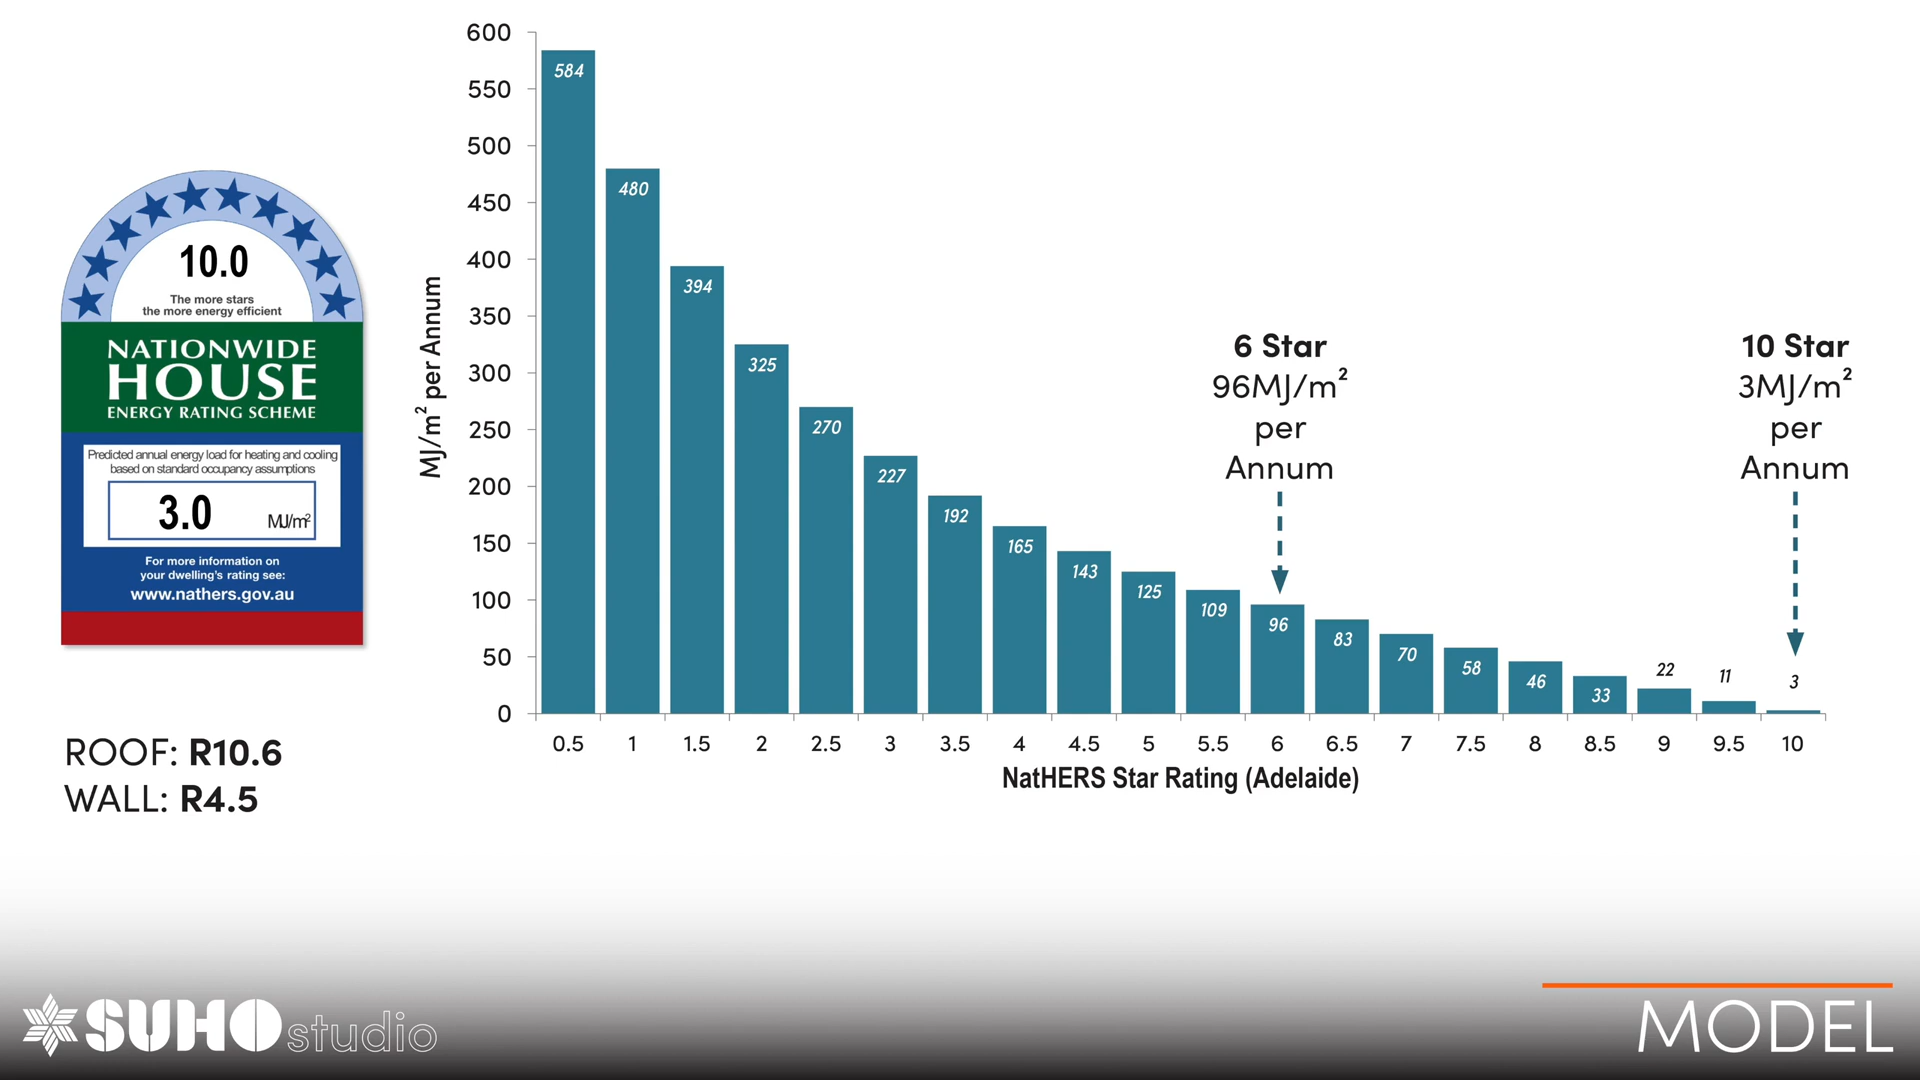 10.0
The more stars
the more energy efficient
NATIONWIDE
HOUSE
ENERGY RATING SCHEME
Predicted annual energy load for heating and cooling
based on standard occupancy assumptions
3.0 MJ/m²
For more information on
your dwelling's rating see:
www.nathers.gov.au
ROOF: R10.6
WALL: R4.5
MJ/m² per Annum
600
550
500
450
400
350
300
250
200
150
100
50
0
584
480
394
325
270
227
192
165
143
125
109
96
83
70
58
46
33
22
11
3
6 Star
96MJ/m²
per
Annum
10 Star
3MJ/m²
per
Annum
0.5 1 1.5 2 2.5 3 3.5 4 4.5 5 5.5 6 6.5 7 7.5 8 8.5 9 9.5 10
NatHERS Star Rating (Adelaide)
SUHO studio
MODEL